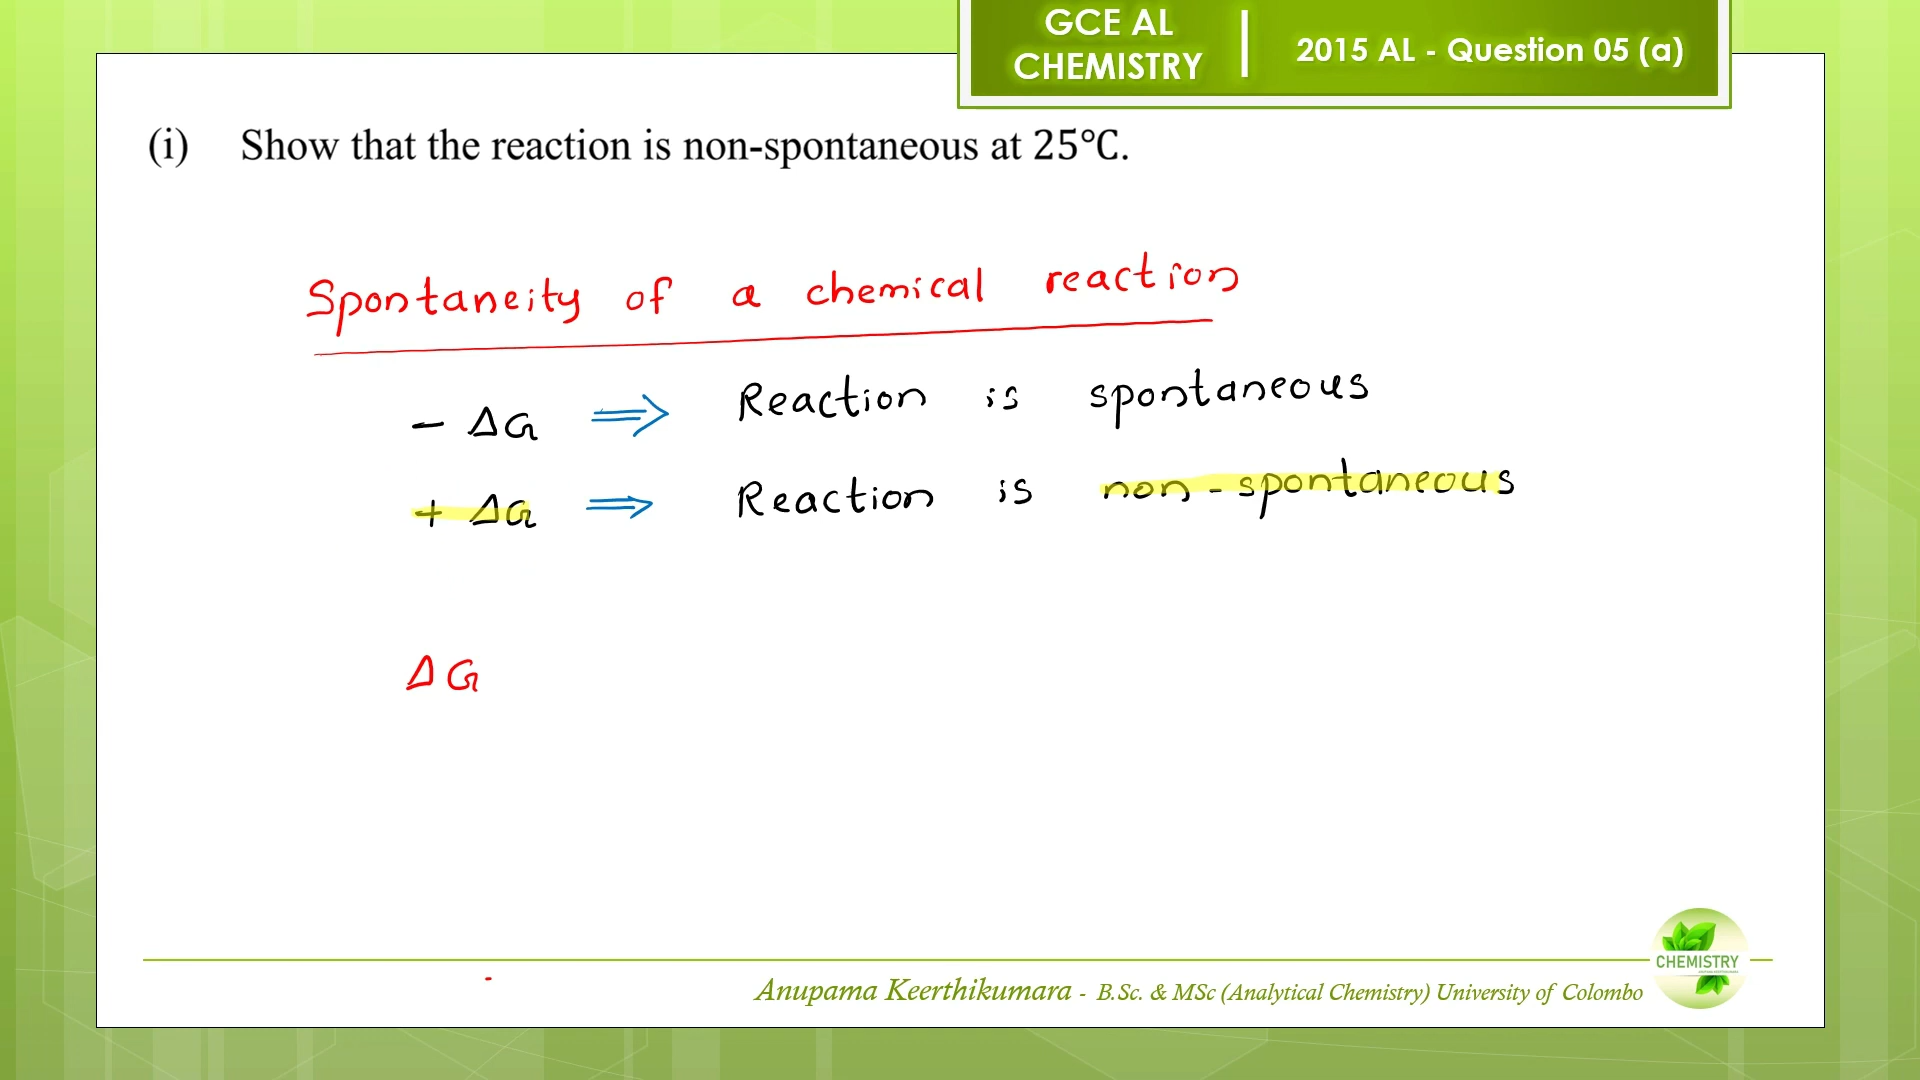 GCE AL
CHEMISTRY
2015 AL - Question 05 (a)
(i) Show that the reaction is non-spontaneous at 25°C.
Spontaneity of a chemical reaction
- ΔG ⇒ Reaction is spontaneous
+ ΔG ⇒ Reaction is non-spontaneous
ΔG
CHEMISTRY
Anupama Keerthikumara - B.Sc. & MSc (Analytical Chemistry) University of Colombo